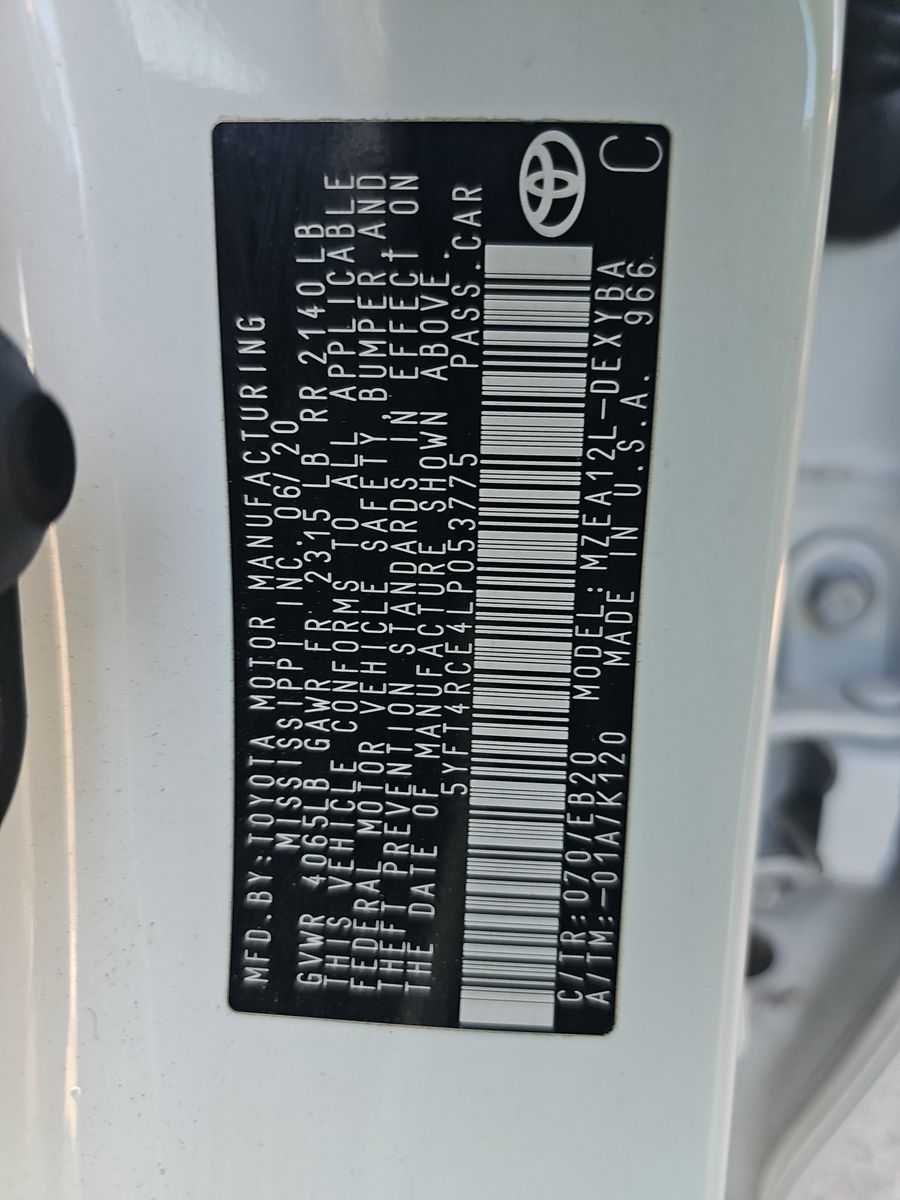 MFD.BY:TOYOTA MOTOR MANUFACTURING
MISSISSIPPI INC. 06/20
GVWR 4065LB GAWR FR 2315 LB RR 2140LB
THIS VEHICLE CONFORMS TO ALL APPLICABLE
FEDERAL MOTOR VEHICLE SAFETY, BUMPER AND
THEFT PREVENTION STANDARDS IN EFFECT ON
THE DATE OF MANUFACTURE SHOWN ABOVE.
5YFT4RCE4LP053775 PASS.CAR
C/TR:070/EB20 MODEL:MZEA12L-DEXYBA
A/TM:-01A/K120 MADE IN U.S.A. 966
C